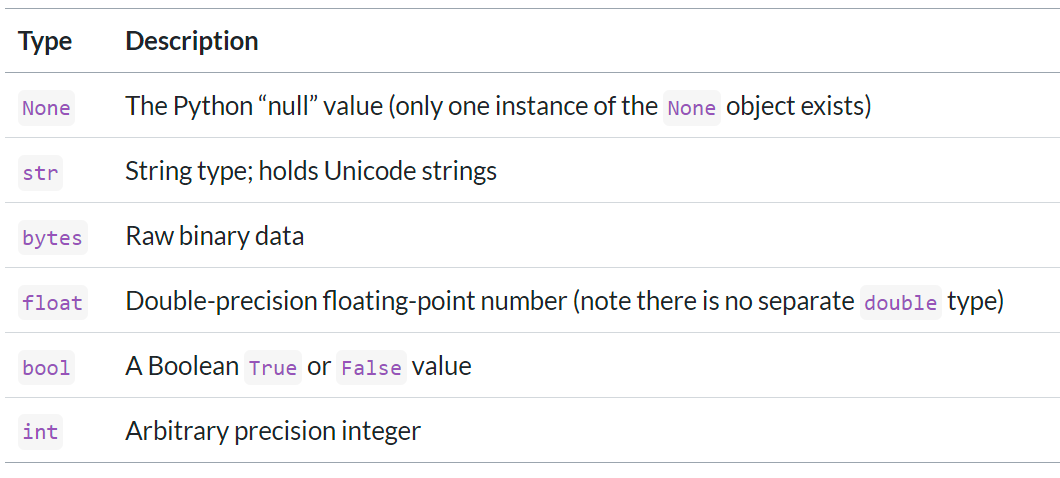 Type Description
None The Python “null” value (only one instance of the None object exists)
str String type; holds Unicode strings
bytes Raw binary data
float Double-precision floating-point number (note there is no separate double type)
bool A Boolean True or False value
int Arbitrary precision integer